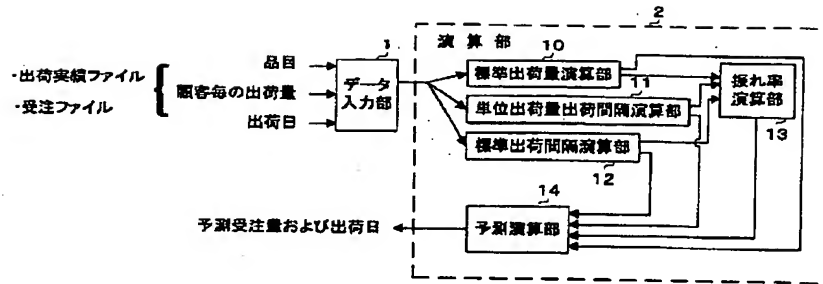 2
演算部
1
10
品目
・出荷実績ファイル
データ
入力部
標準出荷量演算部
11
顧客毎の出荷量
単位出荷量出荷間隔演算部
振れ率
演算部
・受注ファイル
出荷日
標準出荷間隔演算部
13
12
14
予測受注量および出荷日
予測演算部